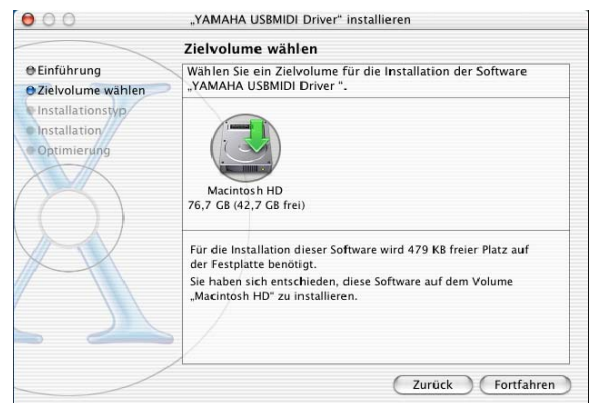 „YAMAHA USBMIDI Driver" installieren
Zielvolume wählen
Einführung
Zielvolume wählen
Installationstyp
Installation
Optimierung
Wählen Sie ein Zielvolume für die Installation der Software
„YAMAHA USBMIDI Driver ".
Macintosh HD
76,7 GB (42,7 GB frei)
Für die Installation dieser Software wird 479 KB freier Platz auf
der Festplatte benötigt.
Sie haben sich entschieden, diese Software auf dem Volume
„Macintosh HD" zu installieren.
Zurück
Fortfahren